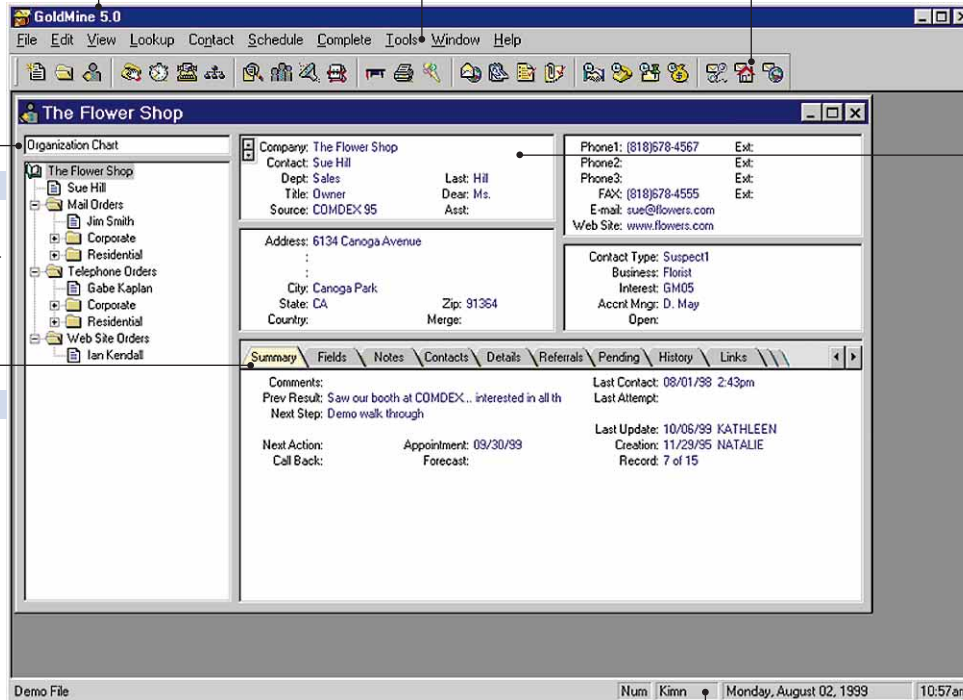 GoldMine 5.0
File Edit View Lookup Contact Schedule Complete Tools Window Help
The Flower Shop
Organization Chart
The Flower Shop
Sue Hill
Mail Orders
Jim Smith
Corporate
Residential
Telephone Orders
Gabe Kaplan
Corporate
Residential
Web Site Orders
Ian Kendall
Company: The Flower Shop
Contact: Sue Hill
Dept: Sales Last: Hill
Title: Owner Dear: Ms.
Source: COMDEX 95 Asst:
Phone1: (818)678-4567 Ext:
Phone2: Ext:
Phone3: Ext:
FAX: (818)678-4555 Ext:
E-mail: sue@flowers.com
Web Site: www.flowers.com
Address: 6134 Canoga Avenue
:
:
City: Canoga Park
State: CA Zip: 91364
Country: Merge:
Contact Type: Suspect1
Business: Florist
Interest: GM05
Accnt Mngr: D. May
Open:
Summary Fields Notes Contacts Details Referrals Pending History Links
Comments: Last Contact: 08/01/98 2:43pm
Prev Result: Saw our booth at COMDEX... interested in all th Last Attempt:
Next Step: Demo walk through
Last Update: 10/06/99 KATHLEEN
Next Action: Appointment: 09/30/99 Creation: 11/29/95 NATALIE
Call Back: Forecast: Record: 7 of 15
Demo File Num Kimn Monday, August 02, 1999 10:57am